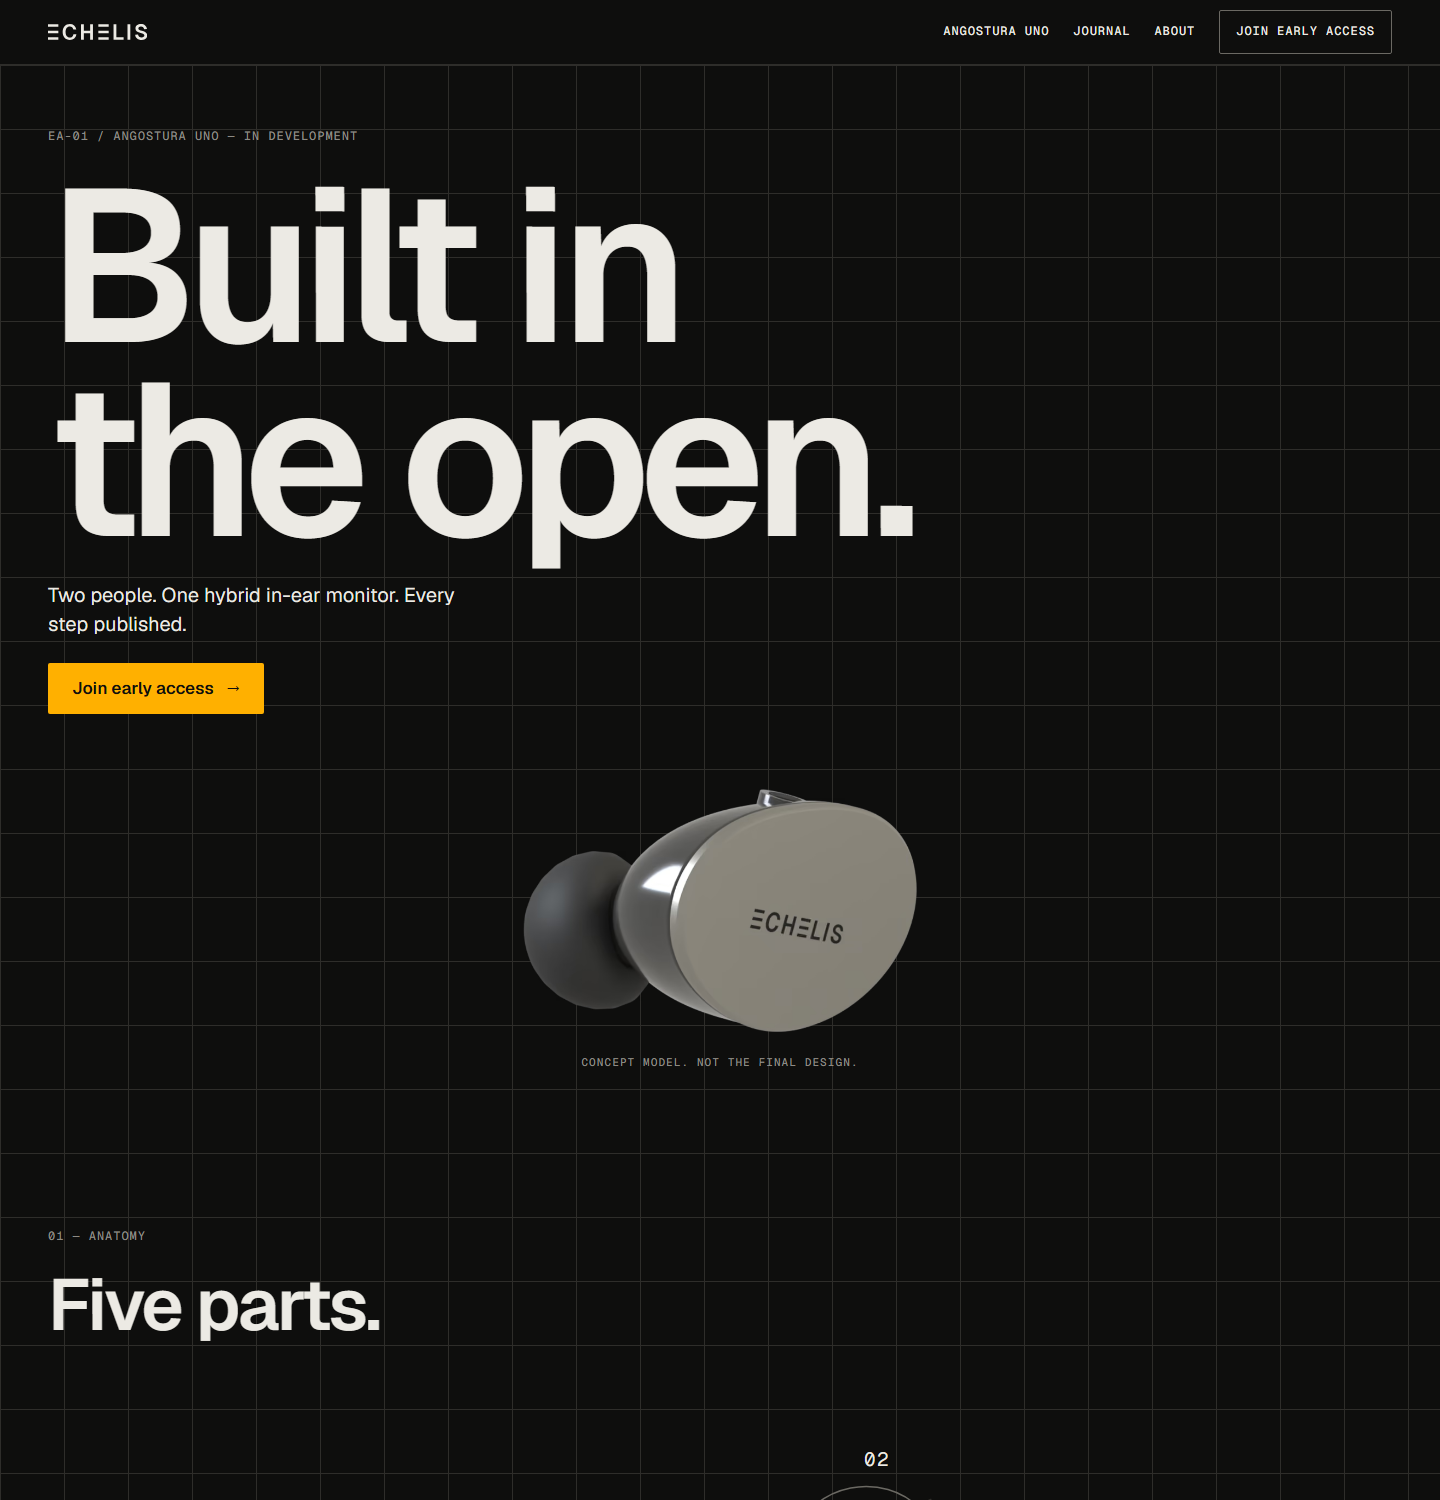 ECHELIS
ANGOSTURA UNO
JOURNAL
ABOUT
JOIN EARLY ACCESS
EA-01 / ANGOSTURA UNO — IN DEVELOPMENT
Built in
the open.
Two people. One hybrid in-ear monitor. Every
step published.
Join early access →
ECHELIS
CONCEPT MODEL. NOT THE FINAL DESIGN.
01 — ANATOMY
Five parts.
02